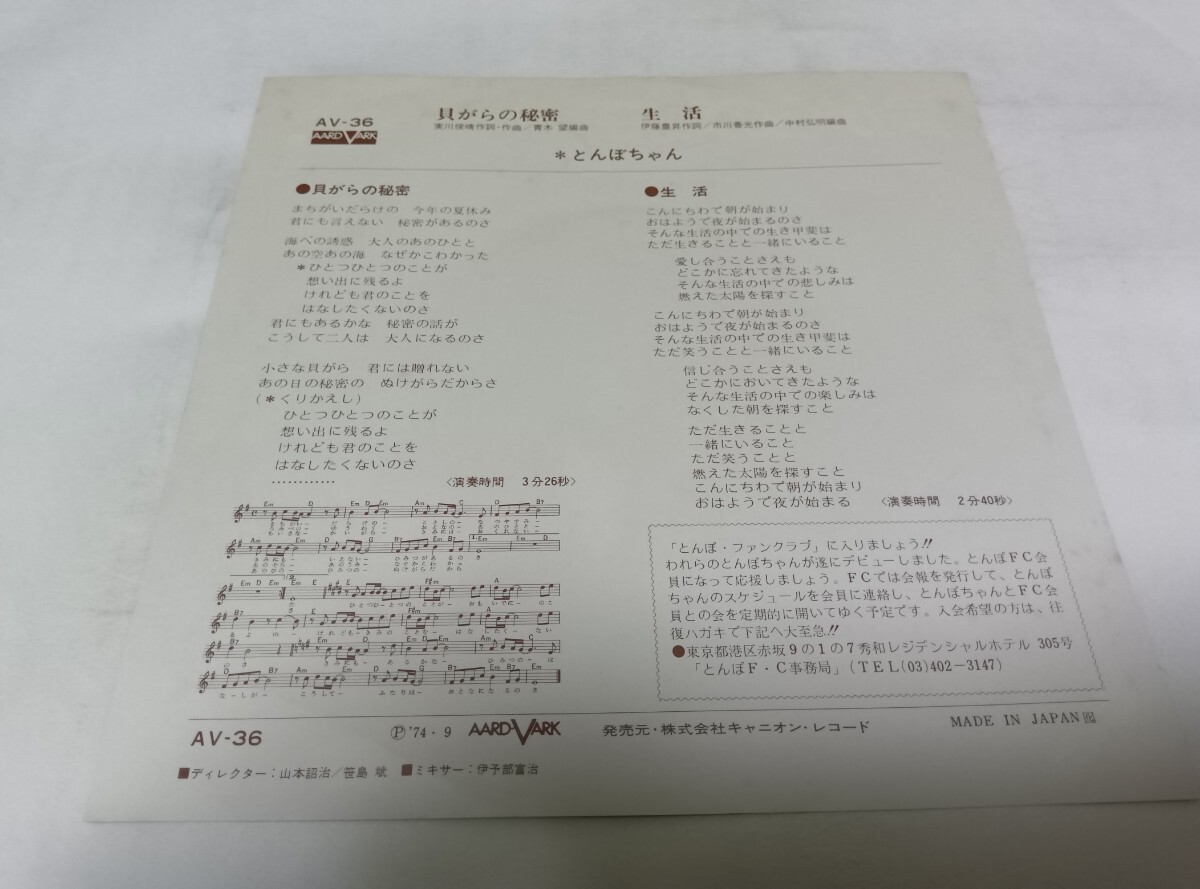 AV-36
AARD VARK
貝がらの秘密
実川俊晴作詞・作曲／青木 望編曲
生 活
伊藤豊昇作詞／市川善光作曲／中村弘明編曲
＊とんぼちゃん
●貝がらの秘密
まちがいだらけの 今年の夏休み
君にも言えない 秘密があるのさ
海への誘惑 大人のあのひとと
あの空あの海 なぜかこわかった
＊ひとつひとつのことが
想い出に残るよ
けれども君のことを
はなしたくないのさ
君にもあるかな 秘密の話が
こうして二人は 大人になるのさ
小さな貝がら 君には贈れない
あの日の秘密の ぬけがらだからさ
(＊くりかえし)
ひとつひとつのことが
想い出に残るよ
けれども君のことを
はなしたくないのさ
…………
〈演奏時間 3分26秒〉
●生 活
こんにちわで朝が始まり
おはようで夜が始まるのさ
そんな生活の中での生き甲斐は
ただ生きることと一緒にいること
愛し合うことさえも
どこかに忘れてきたような
そんな生活の中での悲しみは
燃えた太陽を探すこと
こんにちわで朝が始まり
おはようで夜が始まるのさ
そんな生活の中での生き甲斐は
ただ笑うことと一緒にいること
信じ合うことさえも
どこかにおいてきたような
そんな生活の中での楽しみは
なくした朝を探すこと
ただ生きることと
一緒にいること
ただ笑うことと
燃えた太陽を探すこと
こんにちわで朝が始まり
おはようで夜が始まる 〈演奏時間 2分40秒〉
「とんぼ・ファンクラブ」に入りましょう!!
われらのとんぼちゃんが遂にデビューしました。とんぼＦＣ会
員になって応援しましょう。ＦＣでは会報を発行して、とんぼ
ちゃんのスケジュールを会員に連絡し、とんぼちゃんとＦＣ会
員との会を定期的に開いてゆく予定です。入会希望の方は、往
復ハガキで下記へ大至急!!
●東京都港区赤坂９の１の７秀和レジデンシャルホテル 305号
「とんぼＦ・Ｃ事務局」（ＴＥＬ(03)402－3147）
AV-36
Ⓟ'74・9
AARD-VARK
発売元・株式会社キャニオン・レコード
MADE IN JAPAN
■ディレクター：山本詔治／笹島 斌 ■ミキサー：伊予部富治